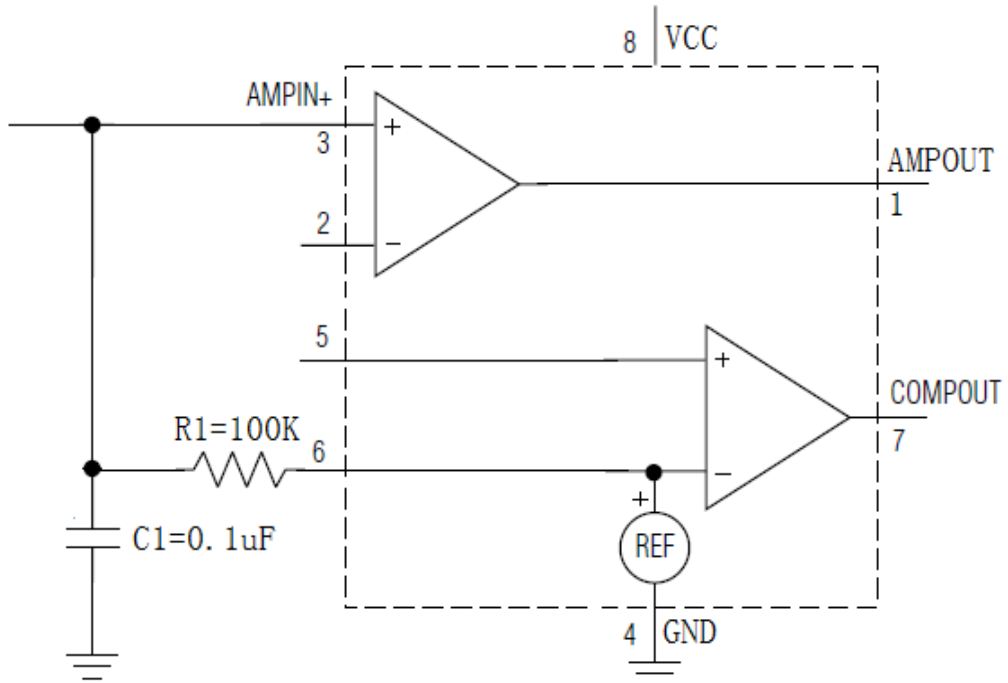 8 VCC
AMPIN+
3
+
AMPOUT
1
2
−
5
+
COMPOUT
7
R1=100K
6
−
+
C1=0.1uF
REF
4 GND